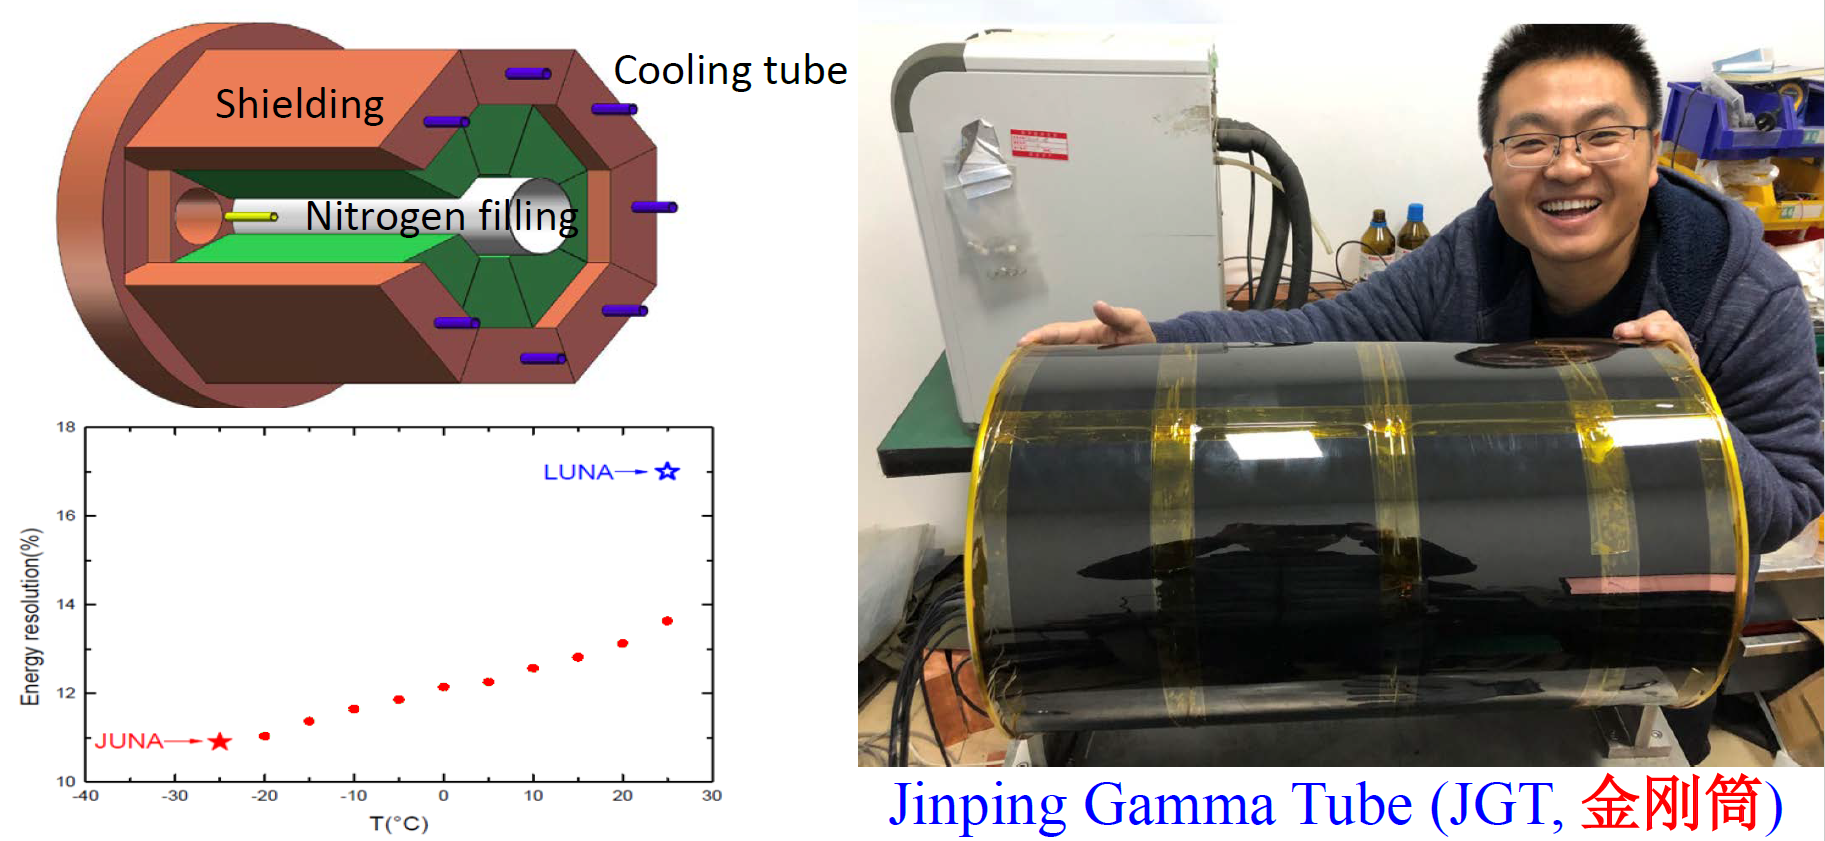 Cooling tube
Shielding
Nitrogen filling
18
16
14
12
10
Energy resolution(%)
LUNA
JUNA
-40 -30 -20 -10 0 10 20 30
T(°C)
Jinping Gamma Tube (JGT, 金刚筒)